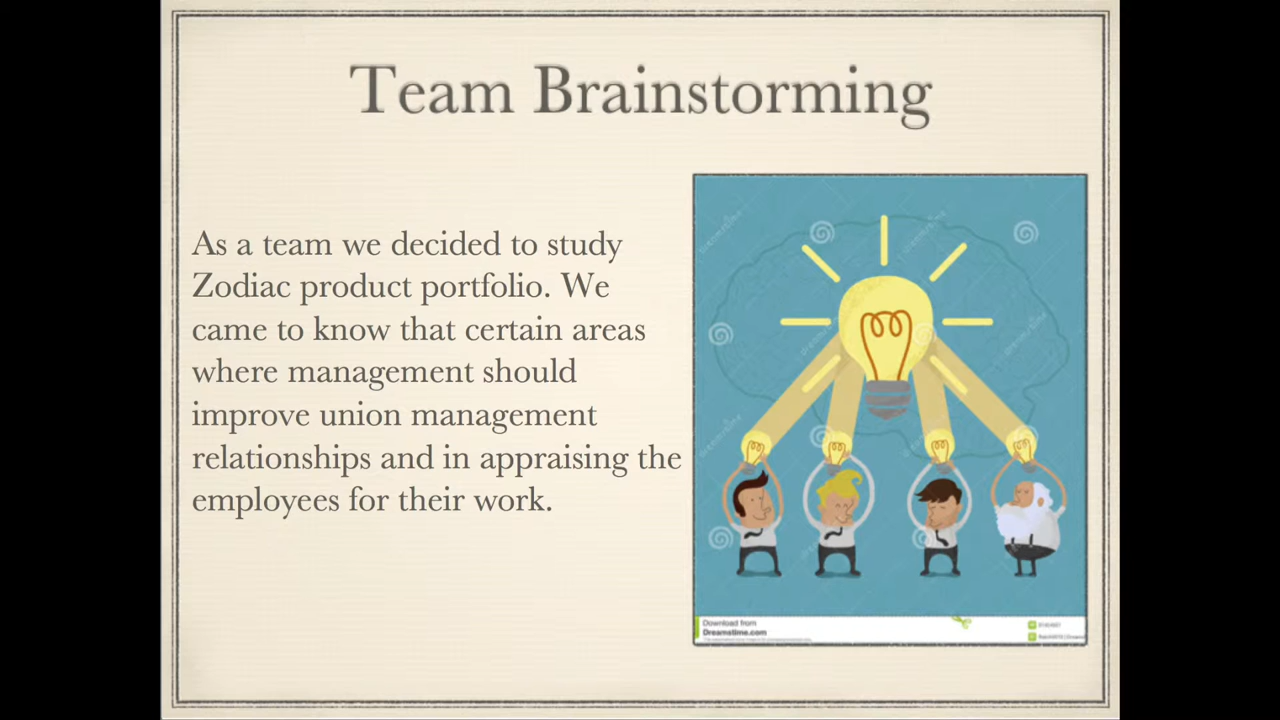 Team Brainstorming
As a team we decided to study
Zodiac product portfolio. We
came to know that certain areas
where management should
improve union management
relationships and in appraising the
employees for their work.
Download from
Dreamstime.com